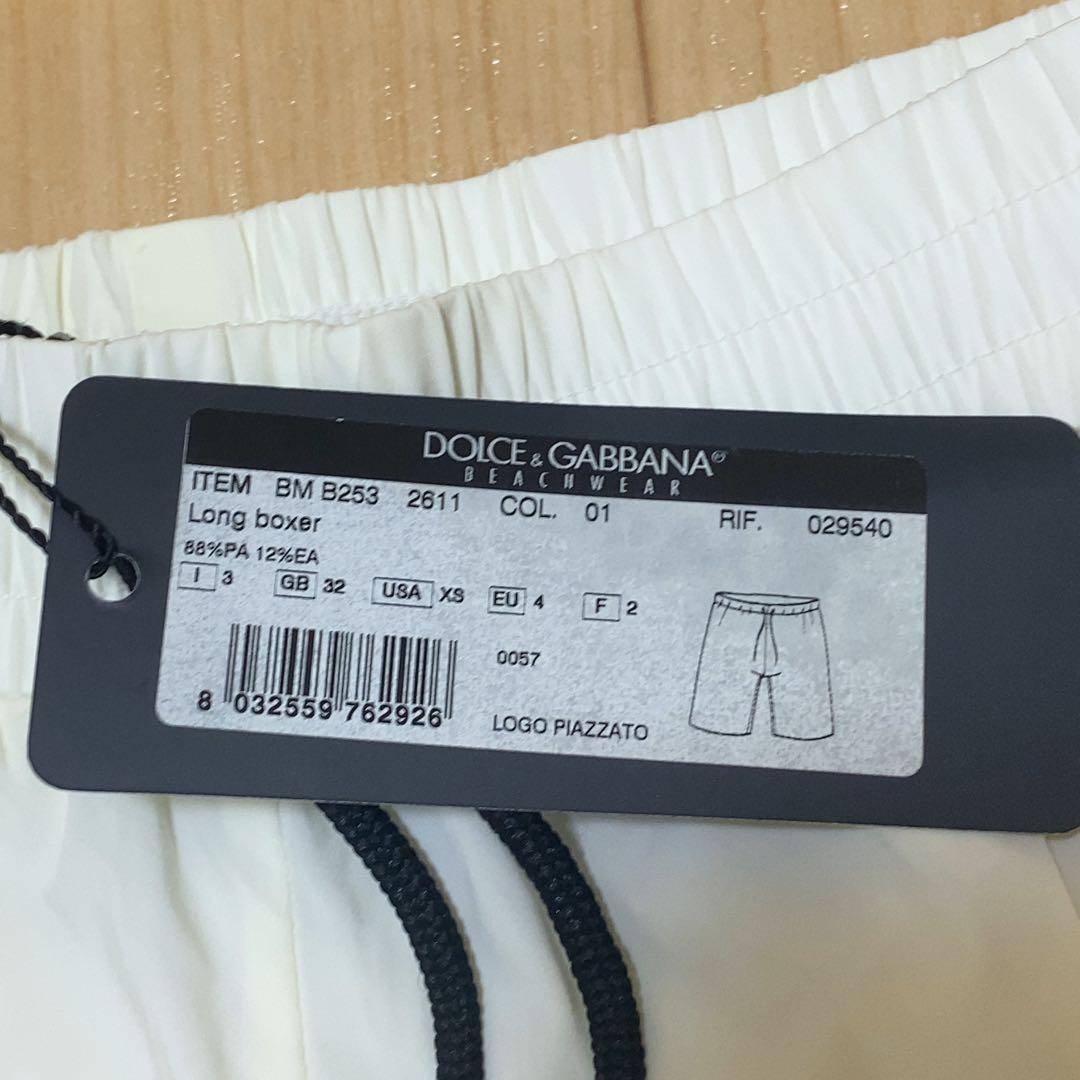 DOLCE & GABBANA®
BEACHWEAR
ITEM BM B253 2611 COL. 01 RIF. 029540
Long boxer
88%PA 12%EA
I 3 GB 32 USA XS EU 4 F 2
0057
8 032559 762926
LOGO PIAZZATO